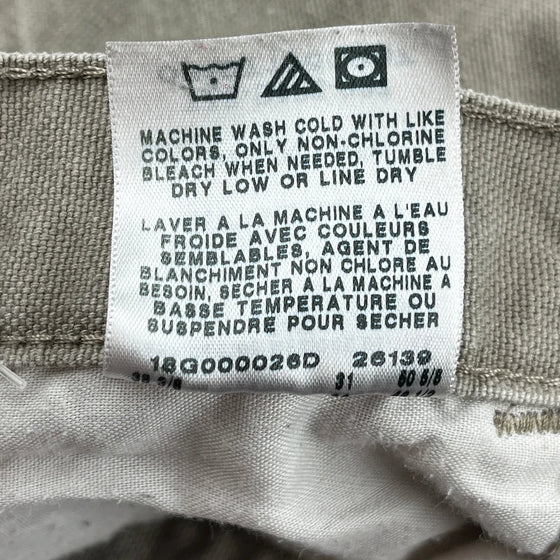 MACHINE WASH COLD WITH LIKE
COLORS, ONLY NON-CHLORINE
BLEACH WHEN NEEDED, TUMBLE
DRY LOW OR LINE DRY
LAVER A LA MACHINE A L'EAU
FROIDE AVEC COULEURS
SEMBLABLES, AGENT DE
BLANCHIMENT NON CHLORE AU
BESOIN, SECHER A LA MACHINE A
BASSE TEMPERATURE OU
SUSPENDRE POUR SECHER
18G000026D 26139
31